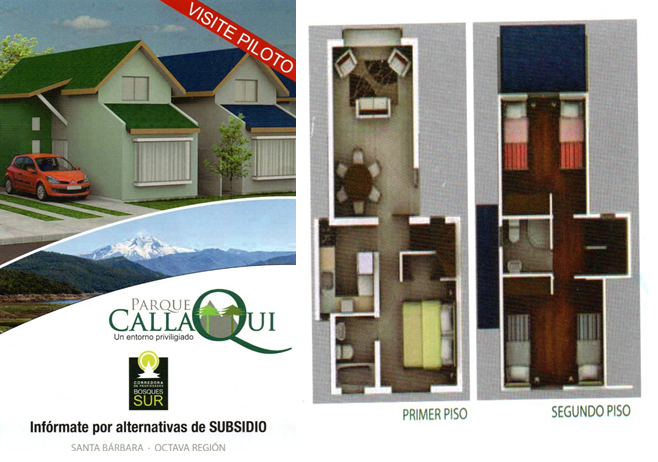 VISITE PILOTO
PARQUE
CALLAQUI
Un entorno priviligiado
CORREDORA
DE PROPIEDADES
BOSQUES
SUR
Infórmate por alternativas de SUBSIDIO
SANTA BÁRBARA - OCTAVA REGIÓN
PRIMER PISO
SEGUNDO PISO